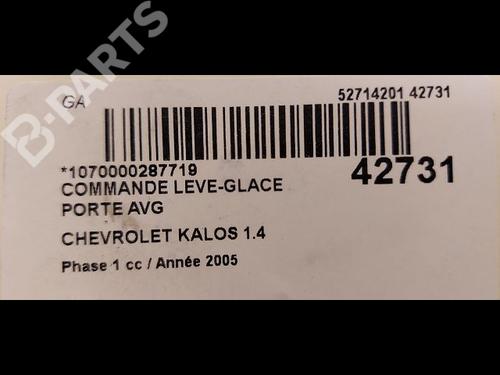 B-PARTS
GA
52714201 42731
*1070000287719
42731
COMMANDE LEVE-GLACE
PORTE AVG
CHEVROLET KALOS 1.4
Phase 1 cc / Année 2005